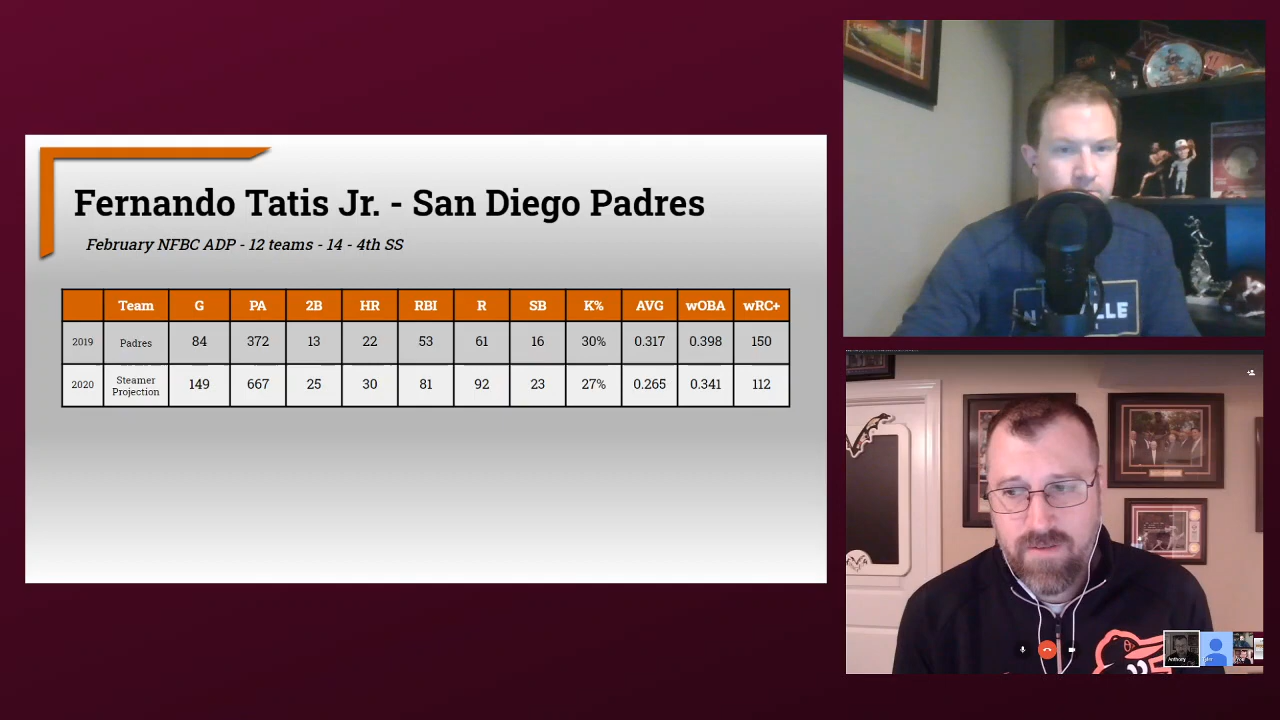 Fernando Tatis Jr. - San Diego Padres
February NFBC ADP - 12 teams - 14 - 4th SS
Team G PA 2B HR RBI R SB K% AVG wOBA wRC+
2019 Padres 84 372 13 22 53 61 16 30% 0.317 0.398 150
2020 Steamer Projection 149 667 25 30 81 92 23 27% 0.265 0.341 112
Anthony